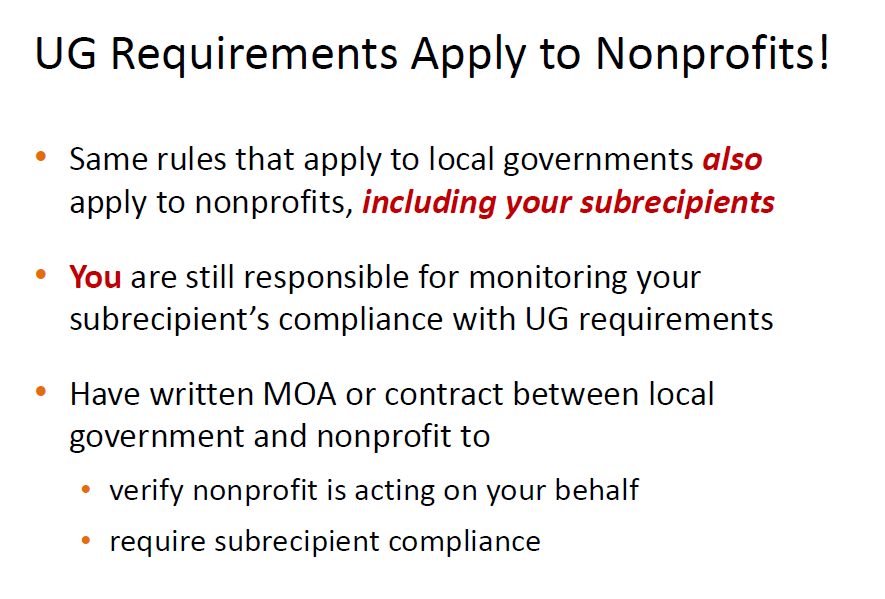 UG Requirements Apply to Nonprofits!
• Same rules that apply to local governments also
apply to nonprofits, including your subrecipients
• You are still responsible for monitoring your
subrecipient’s compliance with UG requirements
• Have written MOA or contract between local
government and nonprofit to
• verify nonprofit is acting on your behalf
• require subrecipient compliance